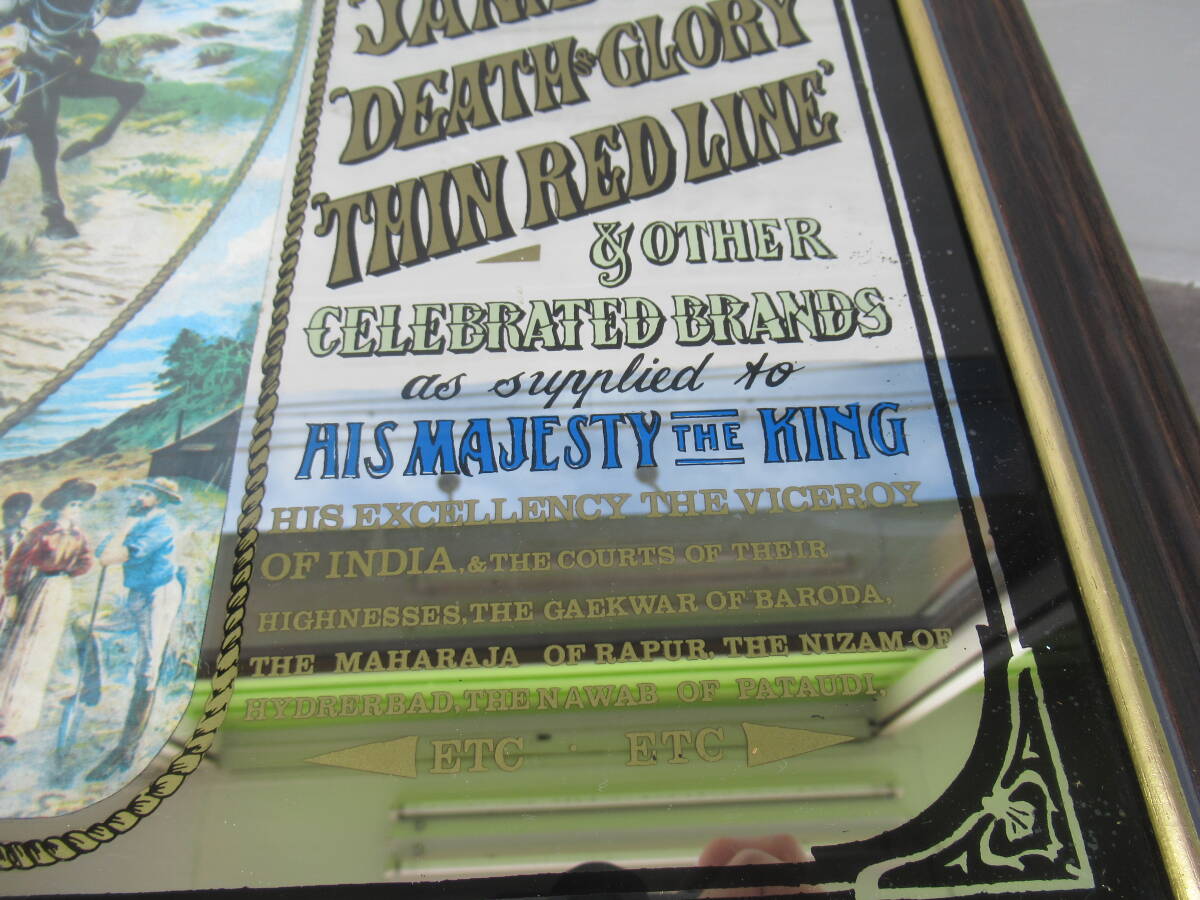 'DEATH & GLORY
'THIN RED LINE'
& OTHER
CELEBRATED BRANDS
as supplied to
HIS MAJESTY THE KING
HIS EXCELLENCY THE VICEROY
OF INDIA, & THE COURTS OF THEIR
HIGHNESSES, THE GAEKWAR OF BARODA,
THE MAHARAJA OF RAPUR, THE NIZAM OF
HYDRERBAD, THE NAWAB OF PATAUDI,
ETC · ETC